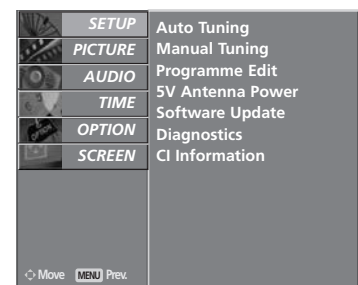 SETUP
PICTURE
AUDIO
TIME
OPTION
SCREEN
Auto Tuning
Manual Tuning
Programme Edit
5V Antenna Power
Software Update
Diagnostics
CI Information
Move MENU Prev.